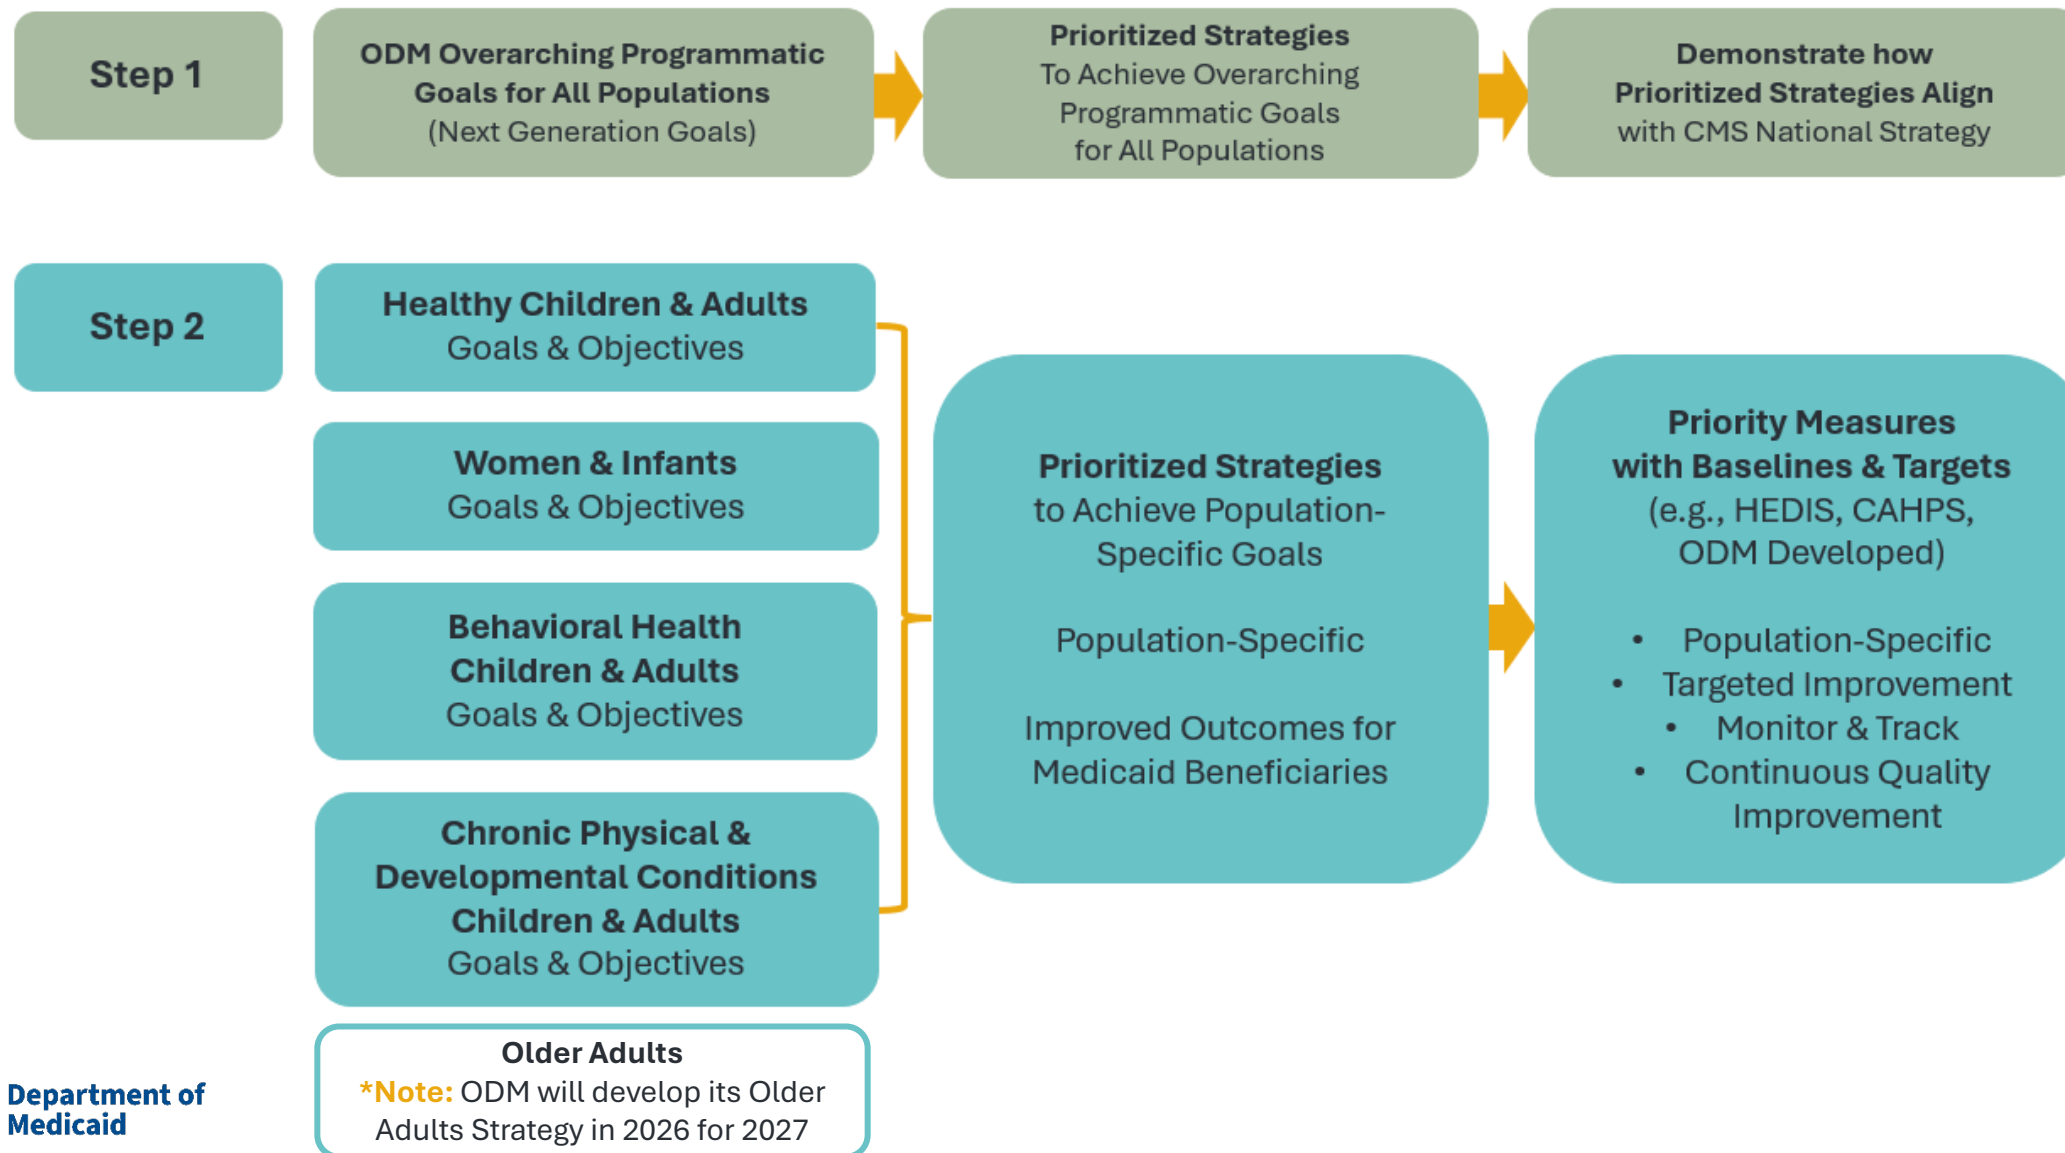 Step 1
ODM Overarching Programmatic
Goals for All Populations
(Next Generation Goals)
Prioritized Strategies
To Achieve Overarching
Programmatic Goals
for All Populations
Demonstrate how
Prioritized Strategies Align
with CMS National Strategy
Step 2
Healthy Children & Adults
Goals & Objectives
Women & Infants
Goals & Objectives
Behavioral Health
Children & Adults
Goals & Objectives
Chronic Physical &
Developmental Conditions
Children & Adults
Goals & Objectives
Older Adults
*Note: ODM will develop its Older
Adults Strategy in 2026 for 2027
Prioritized Strategies
to Achieve Population-
Specific Goals
Population-Specific
Improved Outcomes for
Medicaid Beneficiaries
Priority Measures
with Baselines & Targets
(e.g., HEDIS, CAHPS,
ODM Developed)
• Population-Specific
• Targeted Improvement
• Monitor & Track
• Continuous Quality
Improvement
Department of
Medicaid